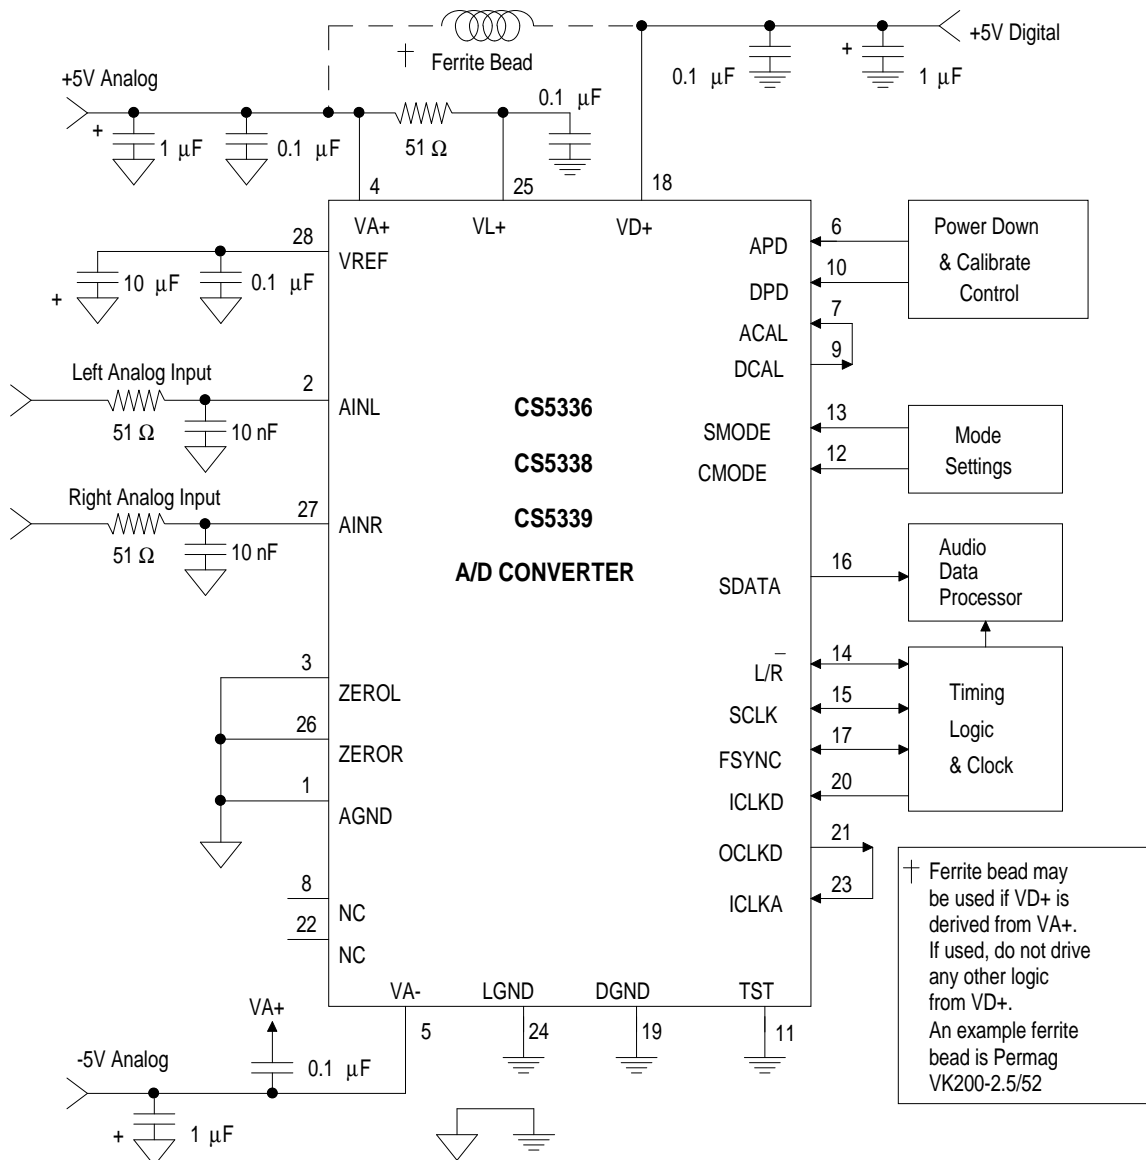 +5V Digital
† Ferrite Bead
0.1 µF
+
1 µF
+5V Analog
+
1 µF
0.1 µF
51 Ω
0.1 µF
4
25
18
VA+
VL+
VD+
28
VREF
10 µF
+
0.1 µF
6
APD
10
DPD
7
ACAL
9
DCAL
Power Down
& Calibrate
Control
Left Analog Input
51 Ω
10 nF
2
AINL
Right Analog Input
51 Ω
10 nF
27
AINR
CS5336
CS5338
CS5339
A/D CONVERTER
13
SMODE
12
CMODE
Mode
Settings
16
SDATA
Audio
Data
Processor
3
ZEROL
26
ZEROR
1
AGND
14
L/R̅
15
SCLK
17
FSYNC
20
ICLKD
Timing
Logic
& Clock
21
OCLKD
23
ICLKA
8
NC
22
NC
† Ferrite bead may
be used if VD+ is
derived from VA+.
If used, do not drive
any other logic
from VD+.
An example ferrite
bead is Permag
VK200-2.5/52
VA-
LGND
DGND
TST
5
24
19
11
VA+
0.1 µF
-5V Analog
+
1 µF